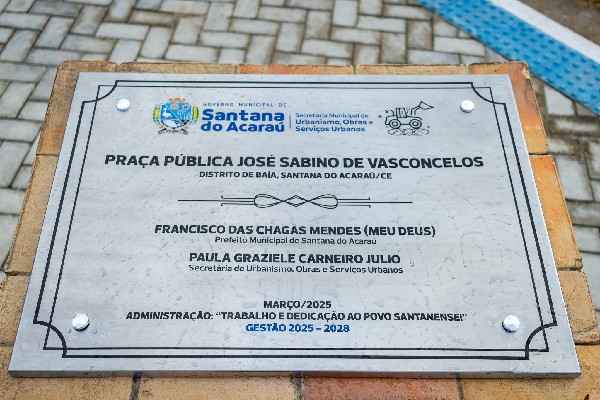 GOVERNO MUNICIPAL DE
Santana
do Acaraú
Secretaria Municipal de
Urbanismo, Obras e
Serviços Urbanos
PRAÇA PÚBLICA JOSÉ SABINO DE VASCONCELOS
DISTRITO DE BAÍA, SANTANA DO ACARAÚ/CE
FRANCISCO DAS CHAGAS MENDES (MEU DEUS)
Prefeito Municipal de Santana do Acaraú
PAULA GRAZIELE CARNEIRO JULIO
Secretária de Urbanismo, Obras e Serviços Urbanos
MARÇO/2025
ADMINISTRAÇÃO: "TRABALHO E DEDICAÇÃO AO POVO SANTANENSE!"
GESTÃO 2025 – 2028